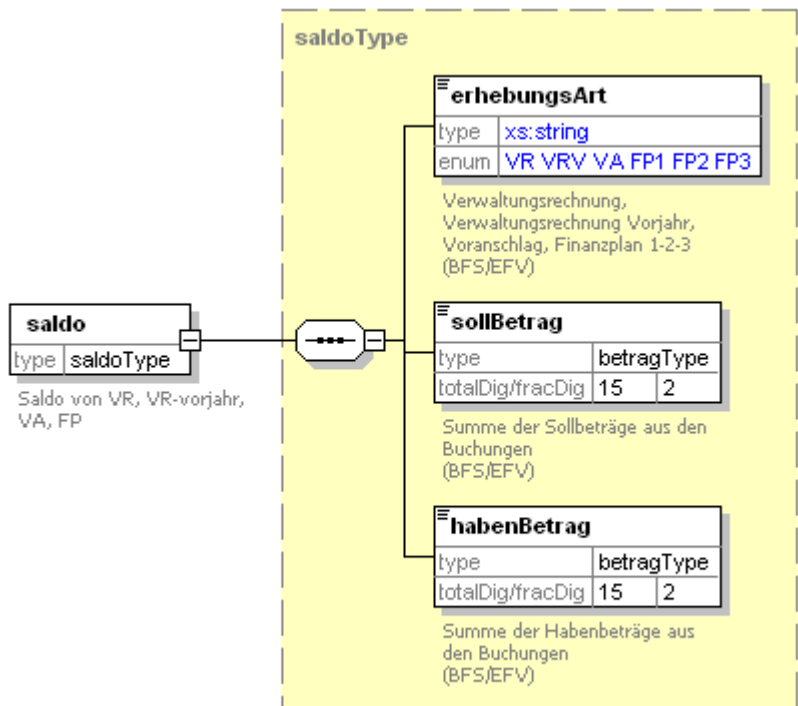 saldoType
erhebungsArt
type xs:string
enum VR VRV VA FP1 FP2 FP3
Verwaltungsrechnung,
Verwaltungsrechnung Vorjahr,
Voranschlag, Finanzplan 1-2-3
(BFS/EFV)
saldo
type saldoType
Saldo von VR, VR-vorjahr,
VA, FP
sollBetrag
type betragType
totalDig/fracDig 15 2
Summe der Sollbeträge aus den
Buchungen
(BFS/EFV)
habenBetrag
type betragType
totalDig/fracDig 15 2
Summe der Habenbeträge aus
den Buchungen
(BFS/EFV)